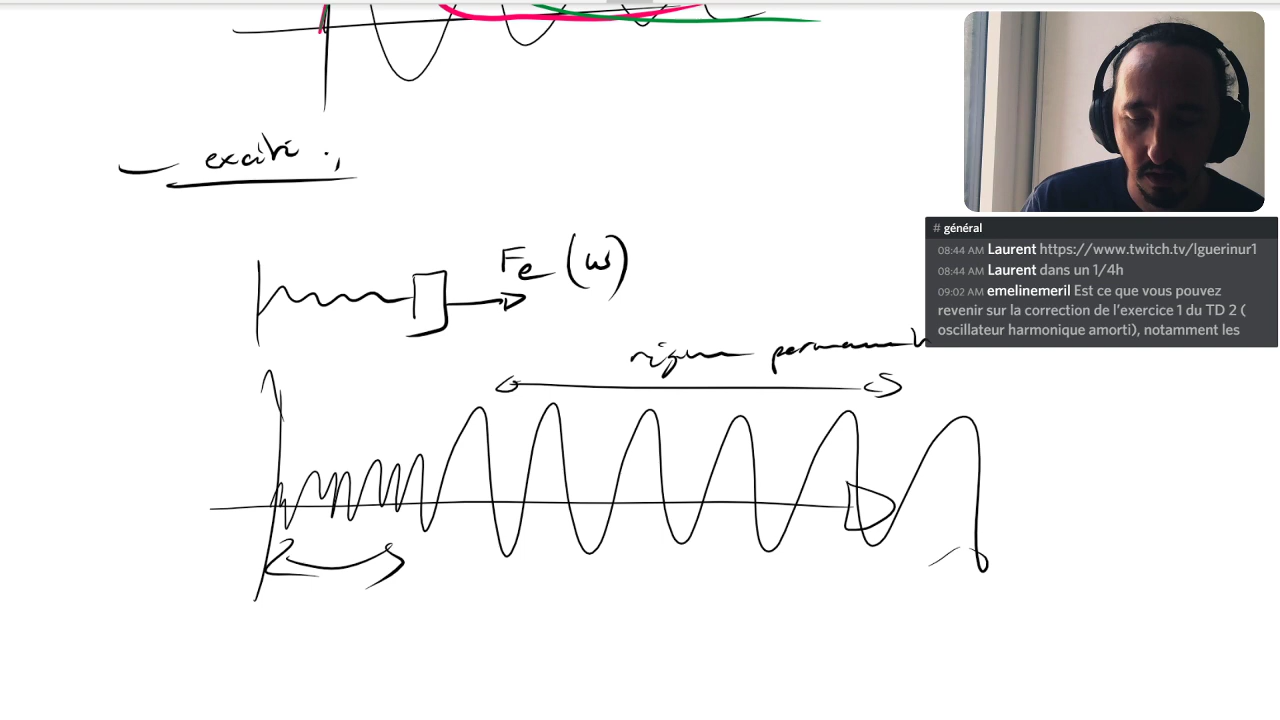 excité :
# général
08:44 AM Laurent https://www.twitch.tv/lguerinur1
08:44 AM Laurent dans un 1/4h
09:02 AM emelinemeril Est ce que vous pouvez
revenir sur la correction de l'exercice 1 du TD 2 (
oscillateur harmonique amorti), notamment les
Fe (ω)
régime permanent